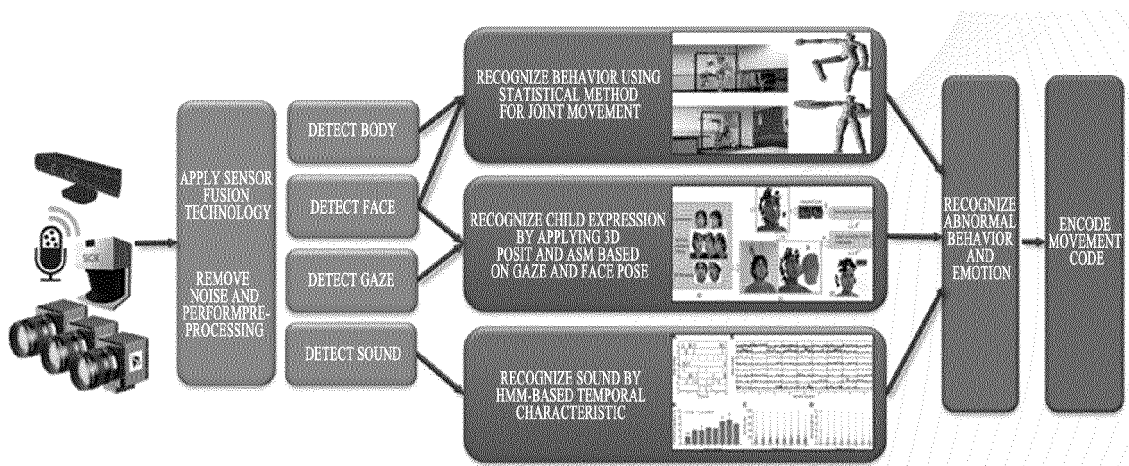 APPLY SENSOR
FUSION
TECHNOLOGY
REMOVE
NOISE AND
PERFORMPRE-
PROCESSING
DETECT BODY
DETECT FACE
DETECT GAZE
DETECT SOUND
RECOGNIZE BEHAVIOR USING
STATISTICAL METHOD
FOR JOINT MOVEMENT
RECOGNIZE CHILD EXPRESSION
BY APPLYING 3D
POSIT AND ASM BASED
ON GAZE AND FACE POSE
RECOGNIZE SOUND BY
HMM-BASED TEMPORAL
CHARACTERISTIC
RECOGNIZE
ABNORMAL
BEHAVIOR
AND
EMOTION
ENCODE
MOVEMENT
CODE